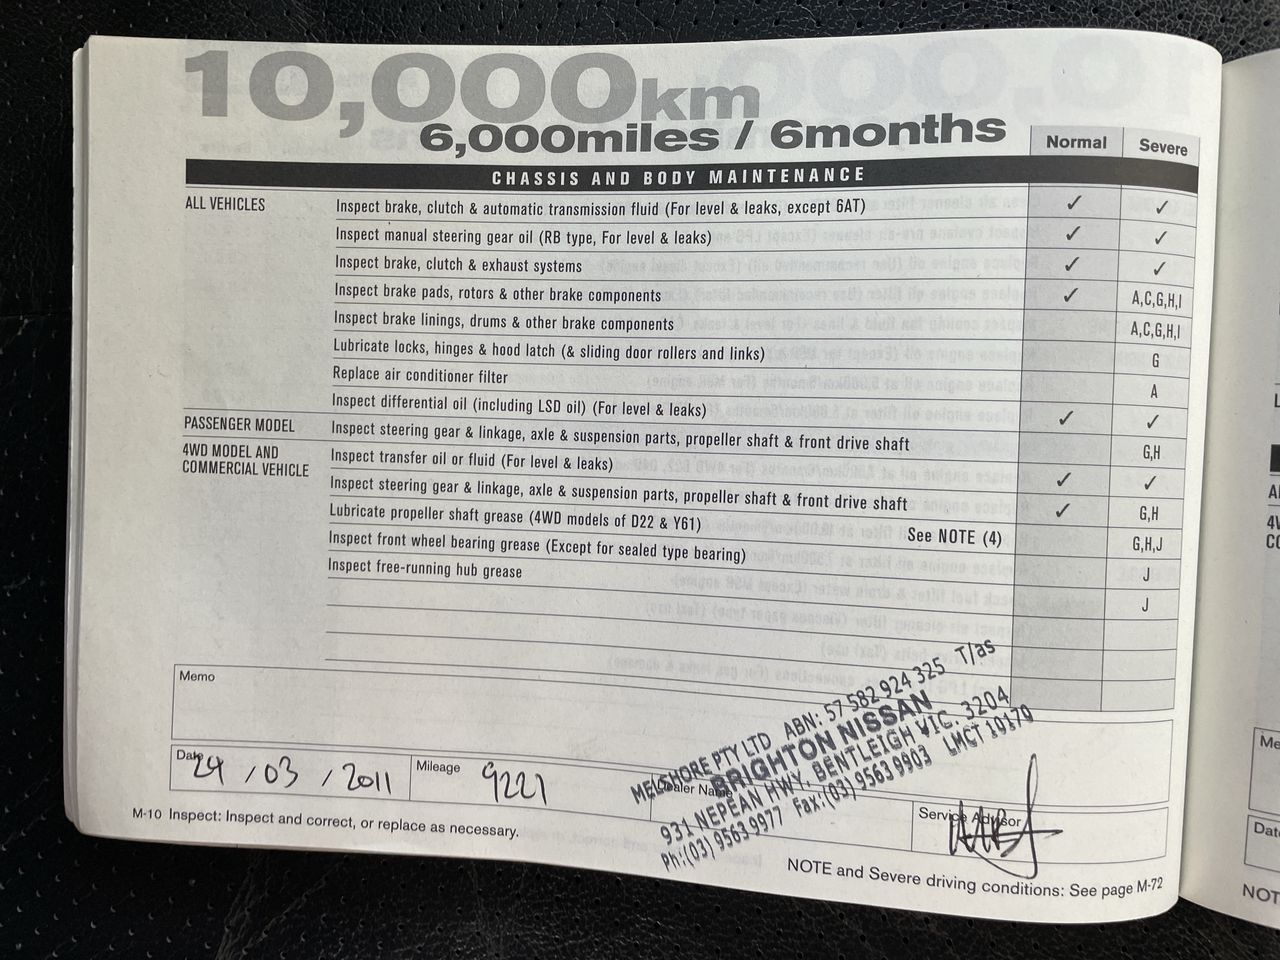 10,000km
6,000miles / 6months
Normal Severe
CHASSIS AND BODY MAINTENANCE
ALL VEHICLES Inspect brake, clutch & automatic transmission fluid (For level & leaks, except 6AT) ✓ ✓
Inspect manual steering gear oil (RB type, For level & leaks) ✓ ✓
Inspect brake, clutch & exhaust systems ✓ ✓
Inspect brake pads, rotors & other brake components ✓ A,C,G,H,I
Inspect brake linings, drums & other brake components A,C,G,H,I
Lubricate locks, hinges & hood latch (& sliding door rollers and links) G
Replace air conditioner filter A
Inspect differential oil (including LSD oil) (For level & leaks) ✓ ✓
PASSENGER MODEL Inspect steering gear & linkage, axle & suspension parts, propeller shaft & front drive shaft G,H
4WD MODEL AND Inspect transfer oil or fluid (For level & leaks) ✓ ✓
COMMERCIAL VEHICLE Inspect steering gear & linkage, axle & suspension parts, propeller shaft & front drive shaft ✓ G,H
Lubricate propeller shaft grease (4WD models of D22 & Y61) See NOTE (4) G,H,J
Inspect front wheel bearing grease (Except for sealed type bearing) J
Inspect free-running hub grease J
Memo
Date 24 / 03 / 2011 Mileage 9221 Dealer Name
MELSHORE PTY LTD ABN: 57 582 924 325 T/as
BRIGHTON NISSAN
931 NEPEAN HWY, BENTLEIGH VIC. 3204
Ph:(03) 9563 9977 Fax:(03) 9563 9903 LMCT 10170
Service Advisor
M-10 Inspect: Inspect and correct, or replace as necessary.
NOTE and Severe driving conditions: See page M-72